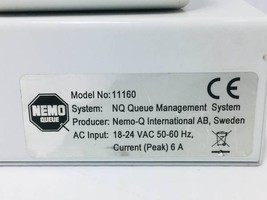 NEMO
QUEUE
Model No: 11160
System: NQ Queue Management System
Producer: Nemo-Q International AB, Sweden
AC Input: 18-24 VAC 50-60 Hz,
Current (Peak) 6 A
CE